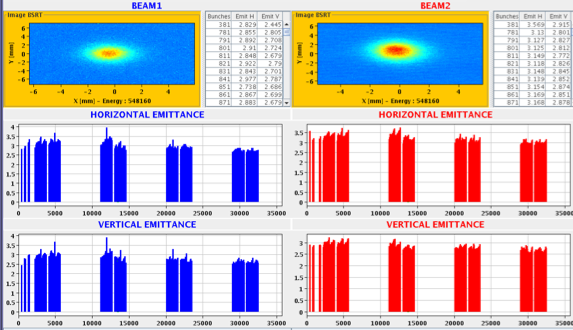 BEAM1
BEAM2
Image BSRT
Bunches Emit H Emit V
381 2.829 2.445
781 2.855 2.805
791 2.892 2.708
801 2.91 2.724
811 2.848 2.679
821 2.922 2.79
831 2.843 2.701
841 2.977 2.787
851 2.738 2.686
861 2.867 2.699
871 2.883 2.679
Y [mm]
6
4
2
0
-2
-4
-6
-6 -4 -2 0 2 4 6
X [mm] - Energy : 548160
Image BSRT
Bunches Emit H Emit V
381 3.569 2.915
781 3.13 2.801
791 3.127 2.827
801 3.125 2.812
811 3.149 2.772
821 3.118 2.826
831 3.148 2.845
841 3.139 2.852
851 3.154 2.874
861 3.169 2.851
871 3.168 2.878
Y [mm]
6
4
2
0
-2
-4
-6
-6 -4 -2 0 2 4 6
X [mm] - Energy : 548160
HORIZONTAL EMITTANCE
4
3.5
3
2.5
2
1.5
1
0.5
0
0 5000 10000 15000 20000 25000 30000 35000
HORIZONTAL EMITTANCE
3.5
3
2.5
2
1.5
1
0.5
0
0 5000 10000 15000 20000 25000 30000 35000
VERTICAL EMITTANCE
4
3.5
3
2.5
2
1.5
1
0.5
0
0 5000 10000 15000 20000 25000 30000 35000
VERTICAL EMITTANCE
3
2.5
2
1.5
1
0.5
0
0 5000 10000 15000 20000 25000 30000 35000